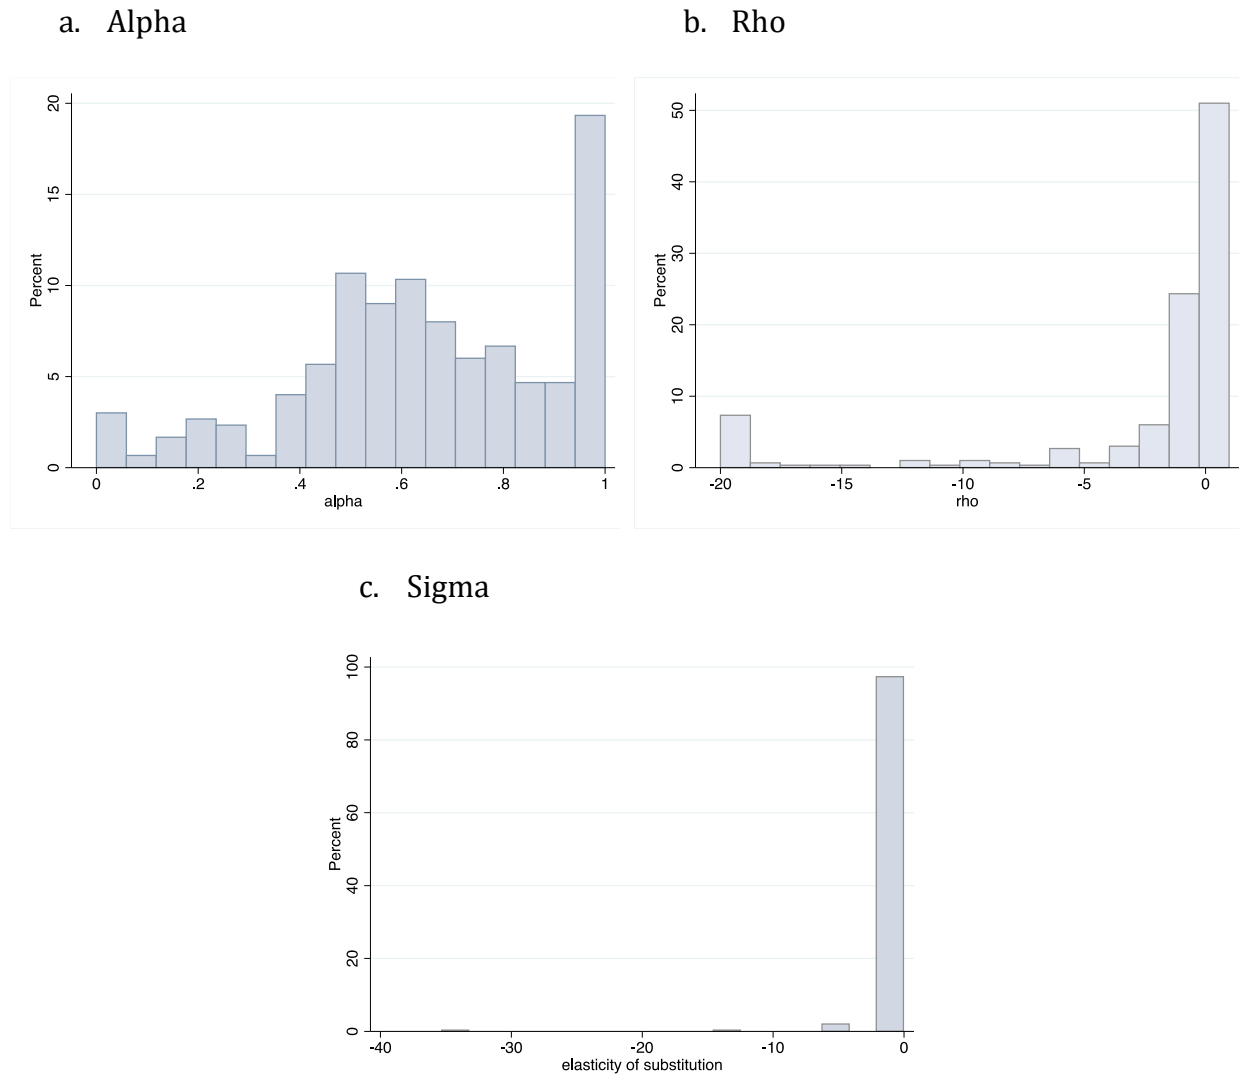 a. Alpha
b. Rho
20
15
10
5
0
Percent
0 .2 .4 .6 .8 1
alpha
50
40
30
20
10
0
Percent
-20 -15 -10 -5 0
rho
c. Sigma
100
80
60
40
20
0
Percent
-40 -30 -20 -10 0
elasticity of substitution